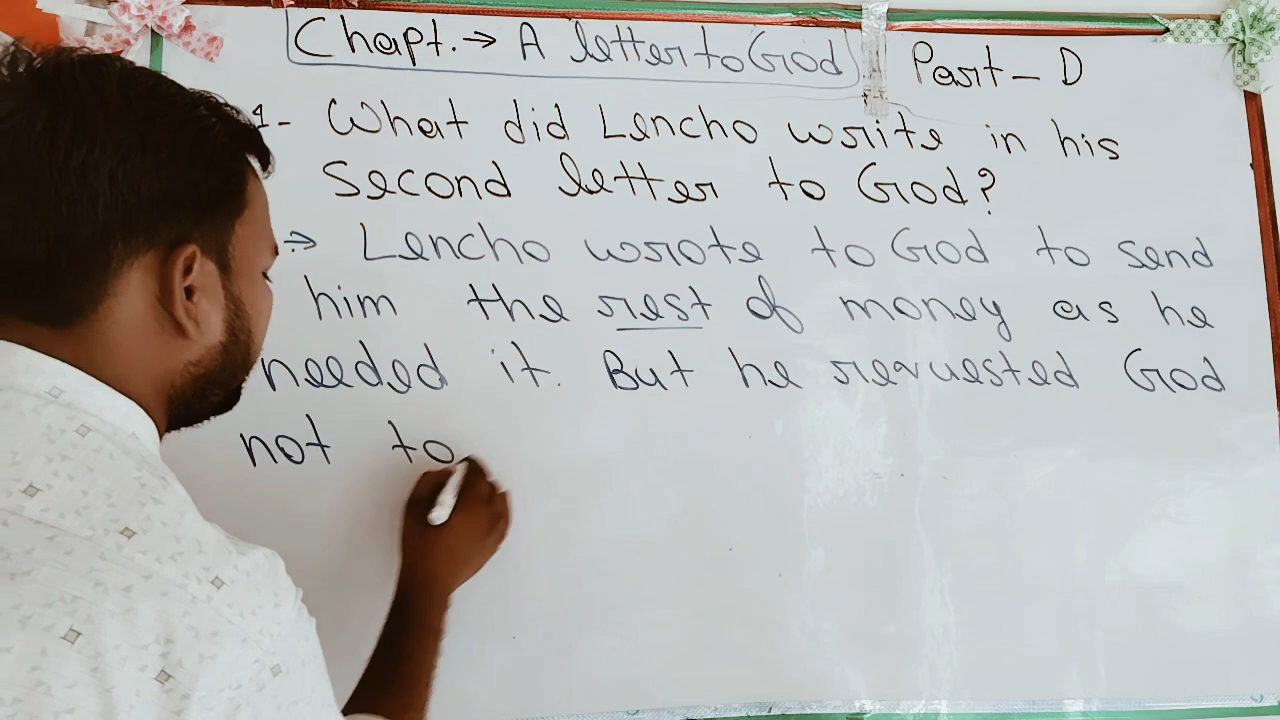 Chapt.→ A letter to God Part – D
1- What did Lencho write in his
Second letter to God?
⇒ Lencho wrote to God to send
him the rest of money as he
needed it. But he requested God
not to